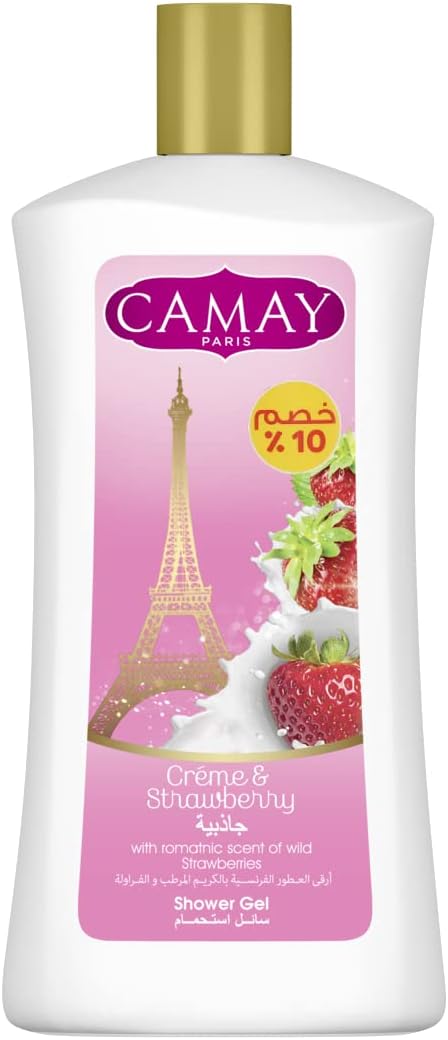 CAMAY
PARIS
خصم
10 ٪
Créme &
Strawberry
جاذبية
with romatnic scent of wild
Strawberries
أرقى العطور الفرنسية بالكريم المرطب و الفراولة
Shower Gel
سائل استحمام